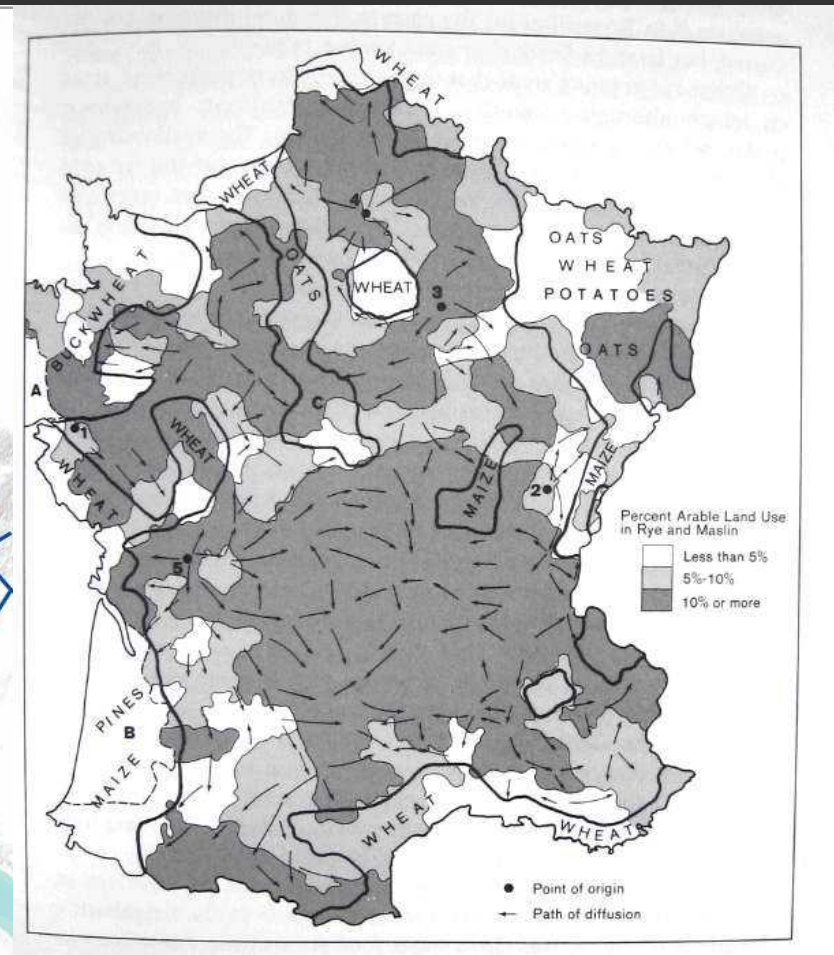 WHEAT
WHEAT
4
OATS
WHEAT
OATS
WHEAT
POTATOES
BUCKWHEAT
3
OATS
A
C
1
WHEAT
WHEAT
MAIZE
MAIZE
2
Percent Arable Land Use
in Rye and Maslin
Less than 5%
5%-10%
10% or more
5
PINES
B
MAIZE
WHEAT
WHEAT
Point of origin
Path of diffusion